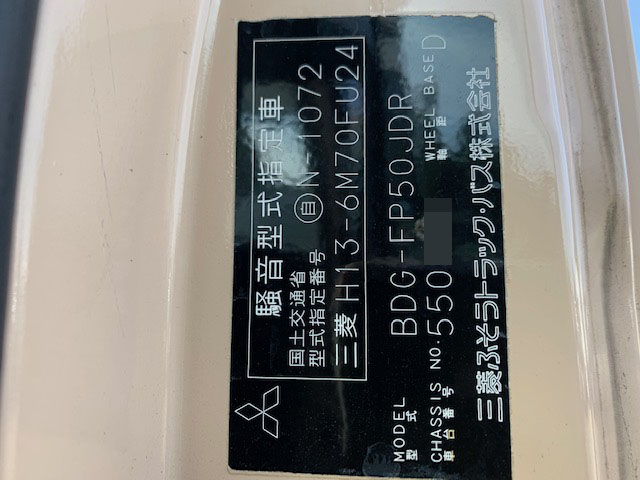 騒音型式指定車
国土交通省
型式指定番号 自 N-1072
三菱 H13-6M70FU24
MODEL
型式 BDG-FP50JDR
CHASSIS NO.
車台番号 550
WHEEL BASE
軸距 D
三菱ふそうトラック・バス株式会社